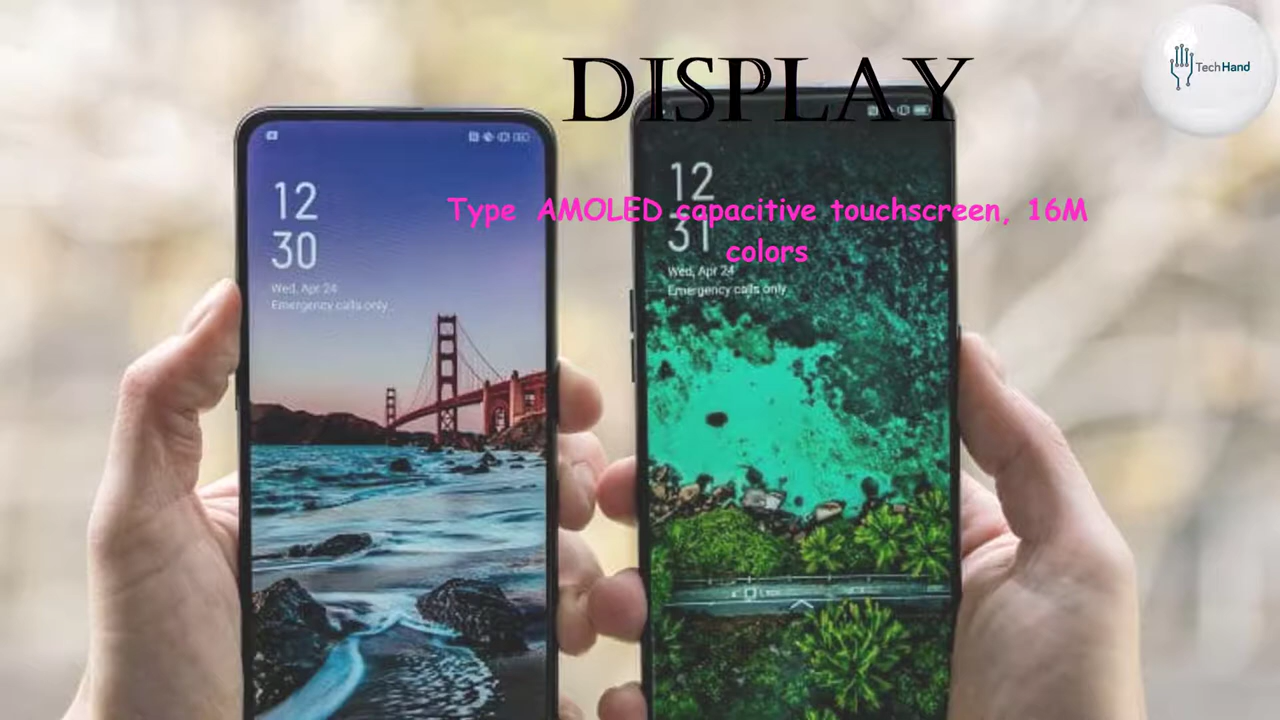 DISPLAY
TechHand
12
30
Wed, Apr 24
Emergency calls only
12
31
Wed, Apr 24
Emergency calls only
Type AMOLED capacitive touchscreen, 16M
colors